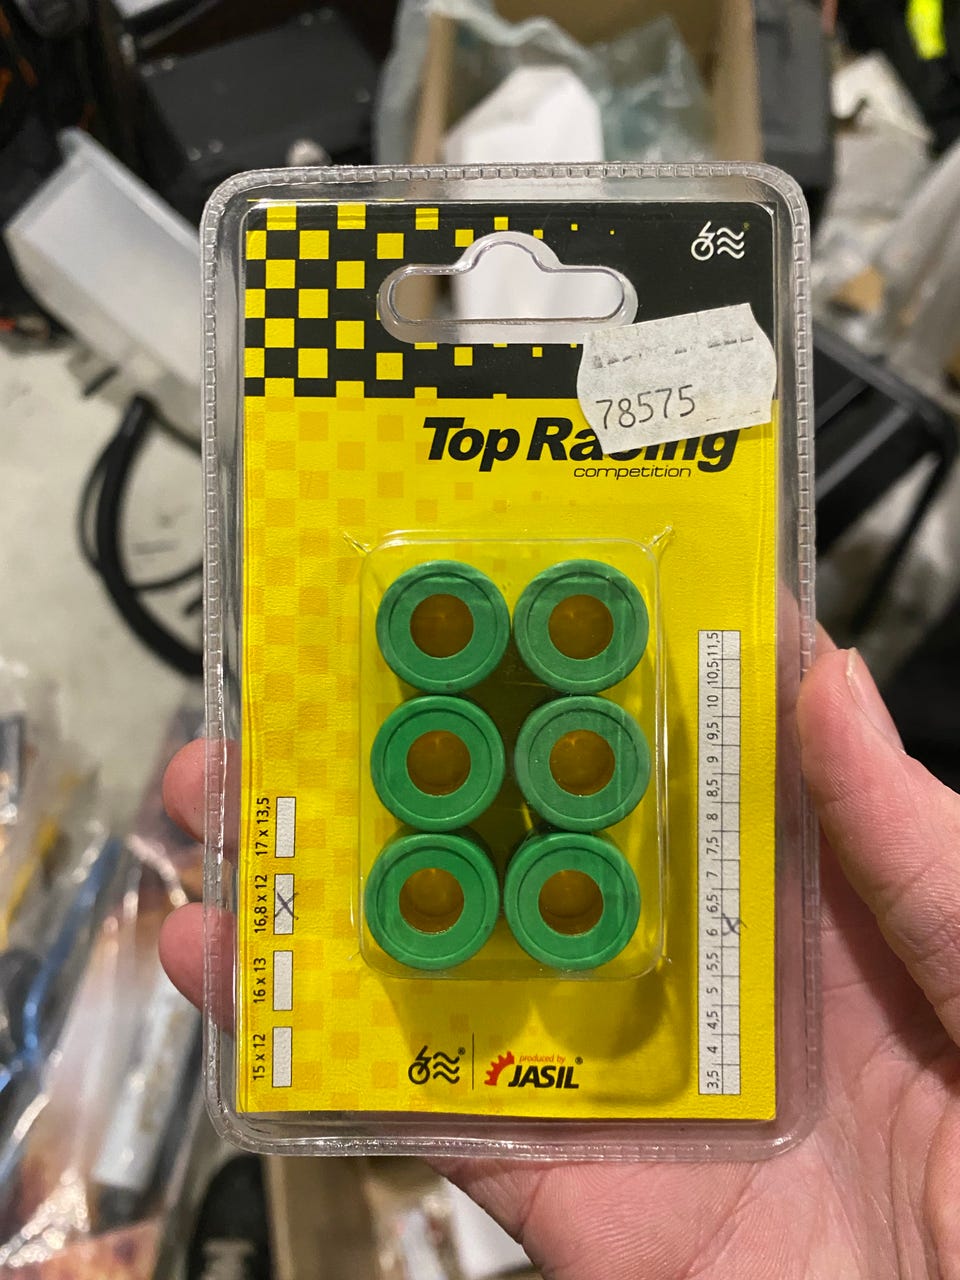 78575
Top Racing
competition
17 x 13,5
16,8 x 12
16 x 13
15 x 12
11,5
10,5
10
9,5
9
8,5
8
7,5
7
6,5
6
5,5
5
4,5
4
3,5
produced by
JASIL®